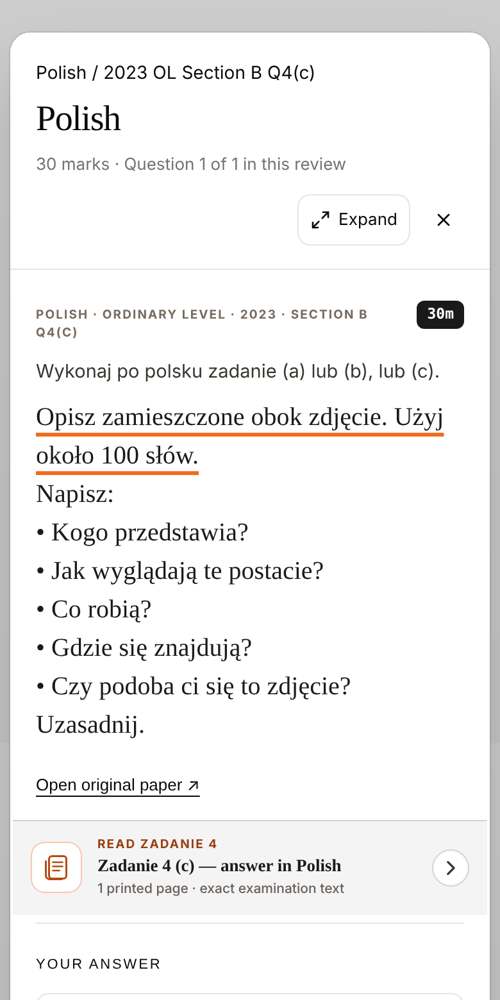 Polish / 2023 OL Section B Q4(c)
Polish
30 marks · Question 1 of 1 in this review
Expand
POLISH · ORDINARY LEVEL · 2023 · SECTION B
Q4(C)
30m
Wykonaj po polsku zadanie (a) lub (b), lub (c).
Opisz zamieszczone obok zdjęcie. Użyj
około 100 słów.
Napisz:
• Kogo przedstawia?
• Jak wyglądają te postacie?
• Co robią?
• Gdzie się znajdują?
• Czy podoba ci się to zdjęcie?
Uzasadnij.
Open original paper ↗
READ ZADANIE 4
Zadanie 4 (c) — answer in Polish
1 printed page · exact examination text
YOUR ANSWER